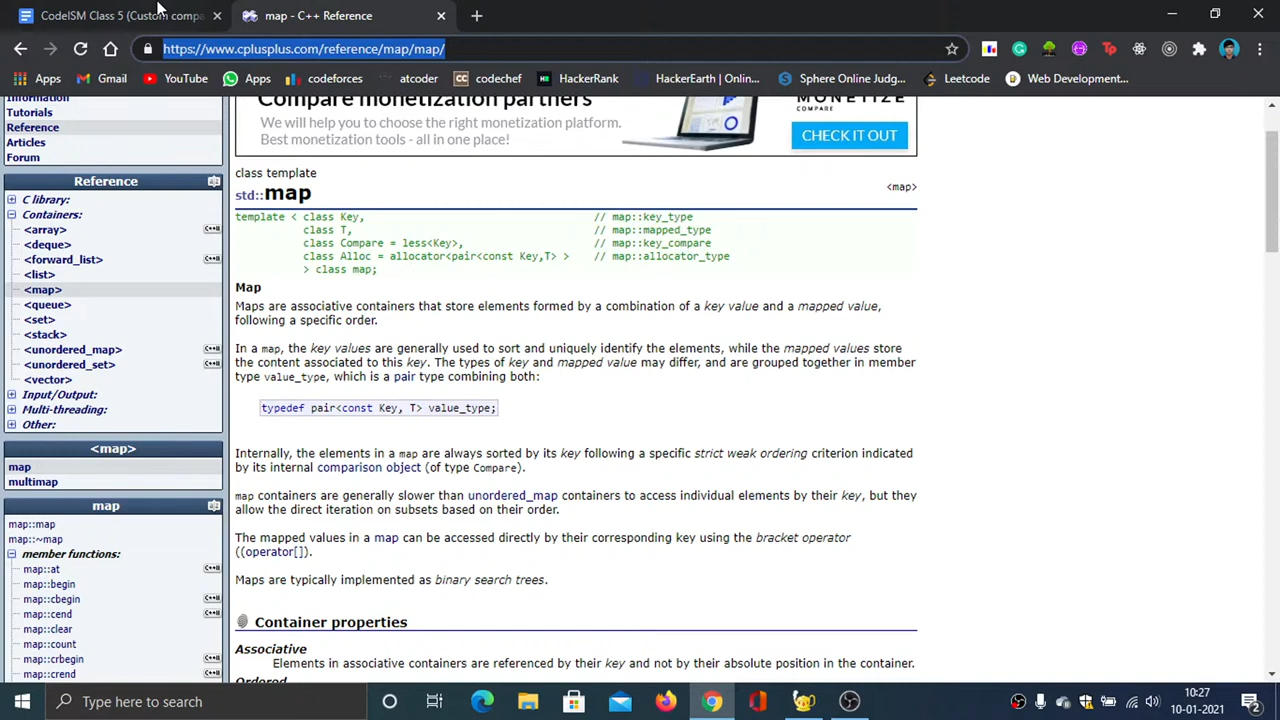 CodeISM Class 5 (Custom compa
map - C++ Reference
https://www.cplusplus.com/reference/map/map/
Apps
Gmail
YouTube
Apps
codeforces
atcoder
CC codechef
HackerRank
HackerEarth | Onlin...
Sphere Online Judg...
Leetcode
Web Development...
Information
Tutorials
Reference
Articles
Forum
Compare monetization partners
We will help you to choose the right monetization platform.
Best monetization tools - all in one place!
MONETIZE
COMPARE
CHECK IT OUT
Reference
C library:
Containers:
<array>
<deque>
<forward_list>
<list>
<map>
<queue>
<set>
<stack>
<unordered_map>
<unordered_set>
<vector>
Input/Output:
Multi-threading:
Other:
<map>
map
multimap
map
map::map
map::~map
member functions:
map::at
map::begin
map::cbegin
map::cend
map::clear
map::count
map::crbegin
map::crend
class template
std::map
<map>
template < class Key, // map::key_type
class T, // map::mapped_type
class Compare = less<Key>, // map::key_compare
class Alloc = allocator<pair<const Key,T> > // map::allocator_type
> class map;
Map
Maps are associative containers that store elements formed by a combination of a key value and a mapped value,
following a specific order.
In a map, the key values are generally used to sort and uniquely identify the elements, while the mapped values store
the content associated to this key. The types of key and mapped value may differ, and are grouped together in member
type value_type, which is a pair type combining both:
typedef pair<const Key, T> value_type;
Internally, the elements in a map are always sorted by its key following a specific strict weak ordering criterion indicated
by its internal comparison object (of type Compare).
map containers are generally slower than unordered_map containers to access individual elements by their key, but they
allow the direct iteration on subsets based on their order.
The mapped values in a map can be accessed directly by their corresponding key using the bracket operator
((operator[]).
Maps are typically implemented as binary search trees.
Container properties
Associative
Elements in associative containers are referenced by their key and not by their absolute position in the container.
Ordered
Type here to search
10:27
10-01-2021
2